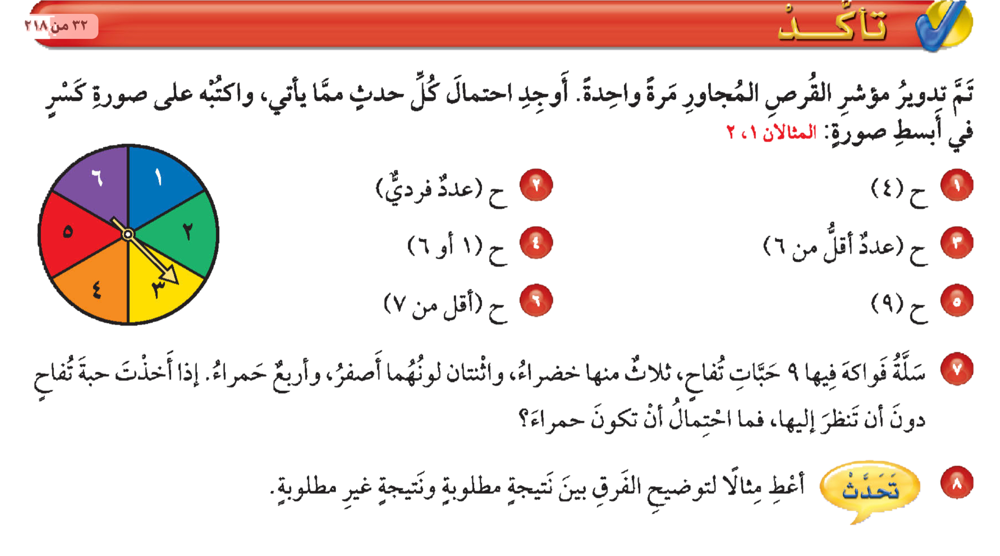 تأكَّـــدْ
٣٢ من ٢١٨
تَمَّ تدويرُ مؤشرِ القُرصِ المُجاورِ مَرةً واحِدةً. أَوجِدِ احتمالَ كُلِّ حدثٍ ممَّا يأتي، واكتُبْه على صورةِ كَسْرٍ
في أَبسطِ صورةٍ: المثالان ١، ٢
١ ح (٤)
٢ ح (عددٌ فرديٌّ)
٣ ح (عددٌ أقلُّ من ٦)
٤ ح (١ أو ٦)
٥ ح (٩)
٦ ح (أقل من ٧)
٦ ١
٥ ٢
٤ ٣
٧ سَلَّةُ فَواكهَ فِيها ٩ حَبَّاتِ تُفاحٍ، ثلاثٌ منها خضراءُ، واثْنتان لونُهُما أَصفرُ، وأربعٌ حَمراءُ. إذا أَخذْتَ حبةَ تُفاحٍ
دونَ أن تَنظرَ إليها، فما احْتِمالُ أنْ تكونَ حمراءَ؟
٨ تَحَدَّثْ أعْطِ مِثالًا لتوضيحِ الفَرقِ بينَ نَتيجةٍ مطلوبةٍ ونَتيجةٍ غيرِ مطلوبةٍ.